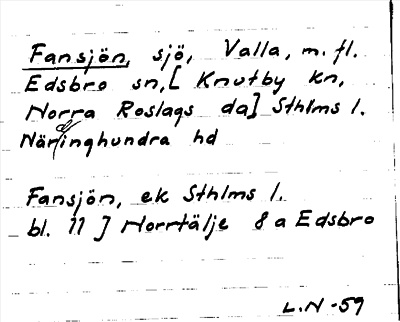 Fansjön, sjö, Valla, m. fl.
Edsbro sn, [ Knutby kn,
Norra Roslags da] Sthlms l.
Närdinghundra hd
Fansjön, ek Sthlms l.
bl. 11 ] Norrtälje 8 a Edsbro
L.N -59